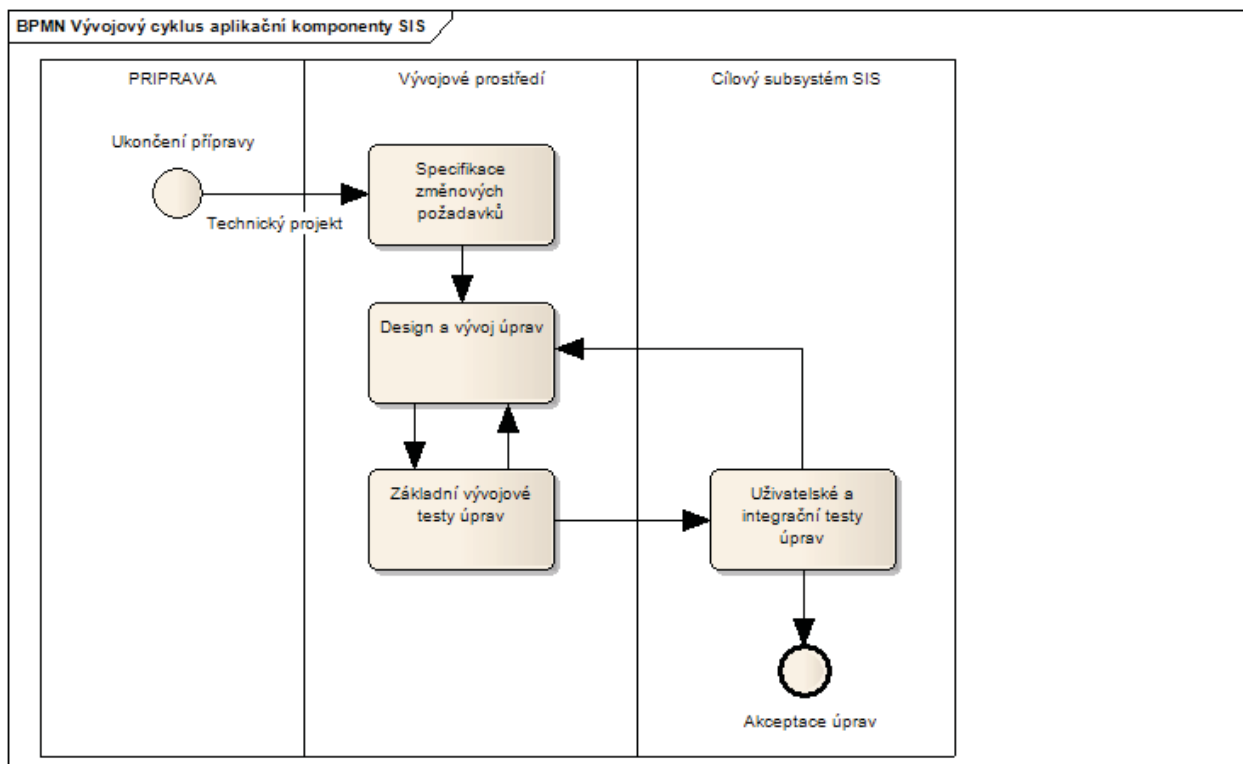 BPMN Vývojový cyklus aplikační komponenty SIS
PRIPRAVA
Vývojové prostředí
Cílový subsystém SIS
Ukončení přípravy
Technický projekt
Specifikace
změnových
požadavků
Design a vývoj úprav
Základní vývojové
testy úprav
Uživatelské a
integrační testy
úprav
Akceptace úprav